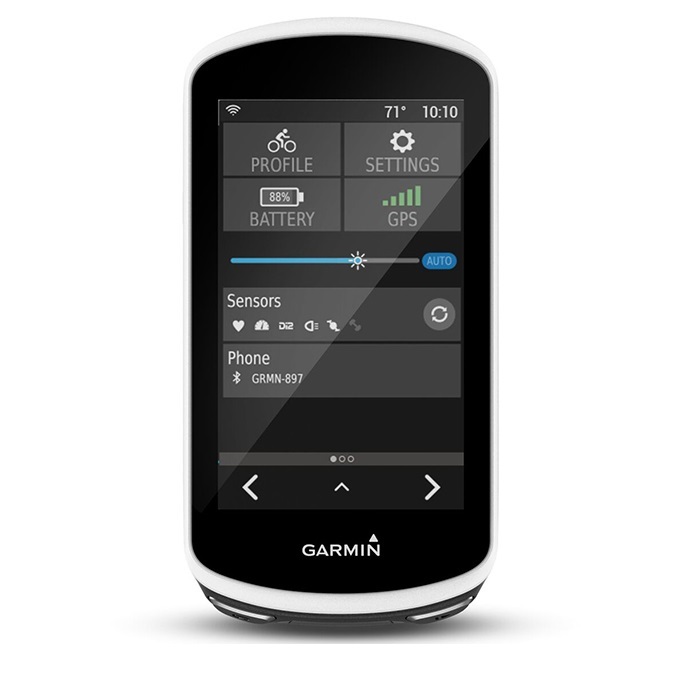 71° 10:10
PROFILE SETTINGS
88%
BATTERY GPS
AUTO
Sensors
Di2
Phone
GRMN-897
GARMIN